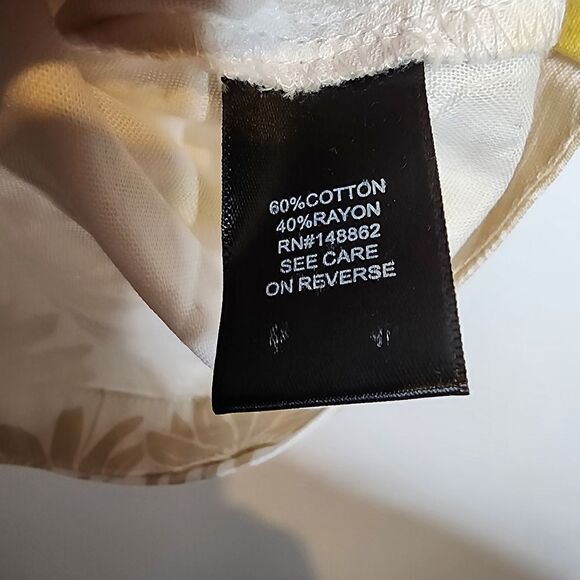 60%COTTON
40%RAYON
RN#148862
SEE CARE
ON REVERSE